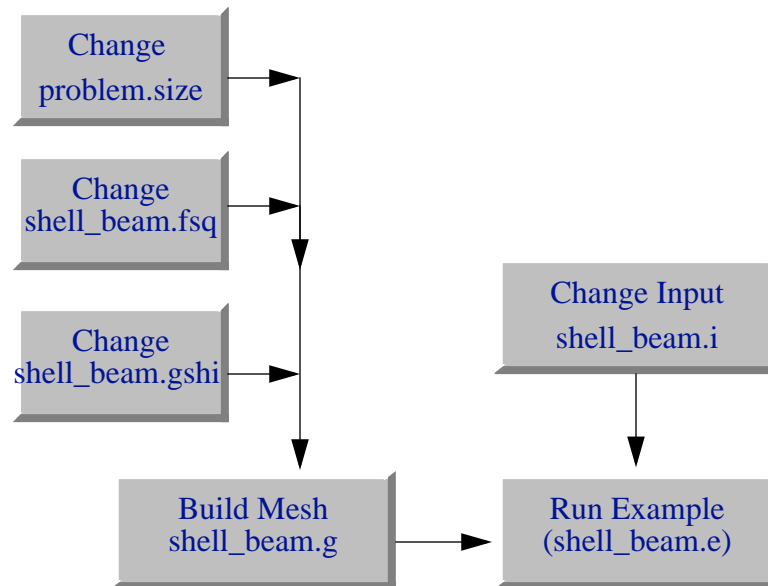 Change
problem.size
Change
shell_beam.fsq
Change
shell_beam.gshi
Change Input
shell_beam.i
Build Mesh
shell_beam.g
Run Example
(shell_beam.e)